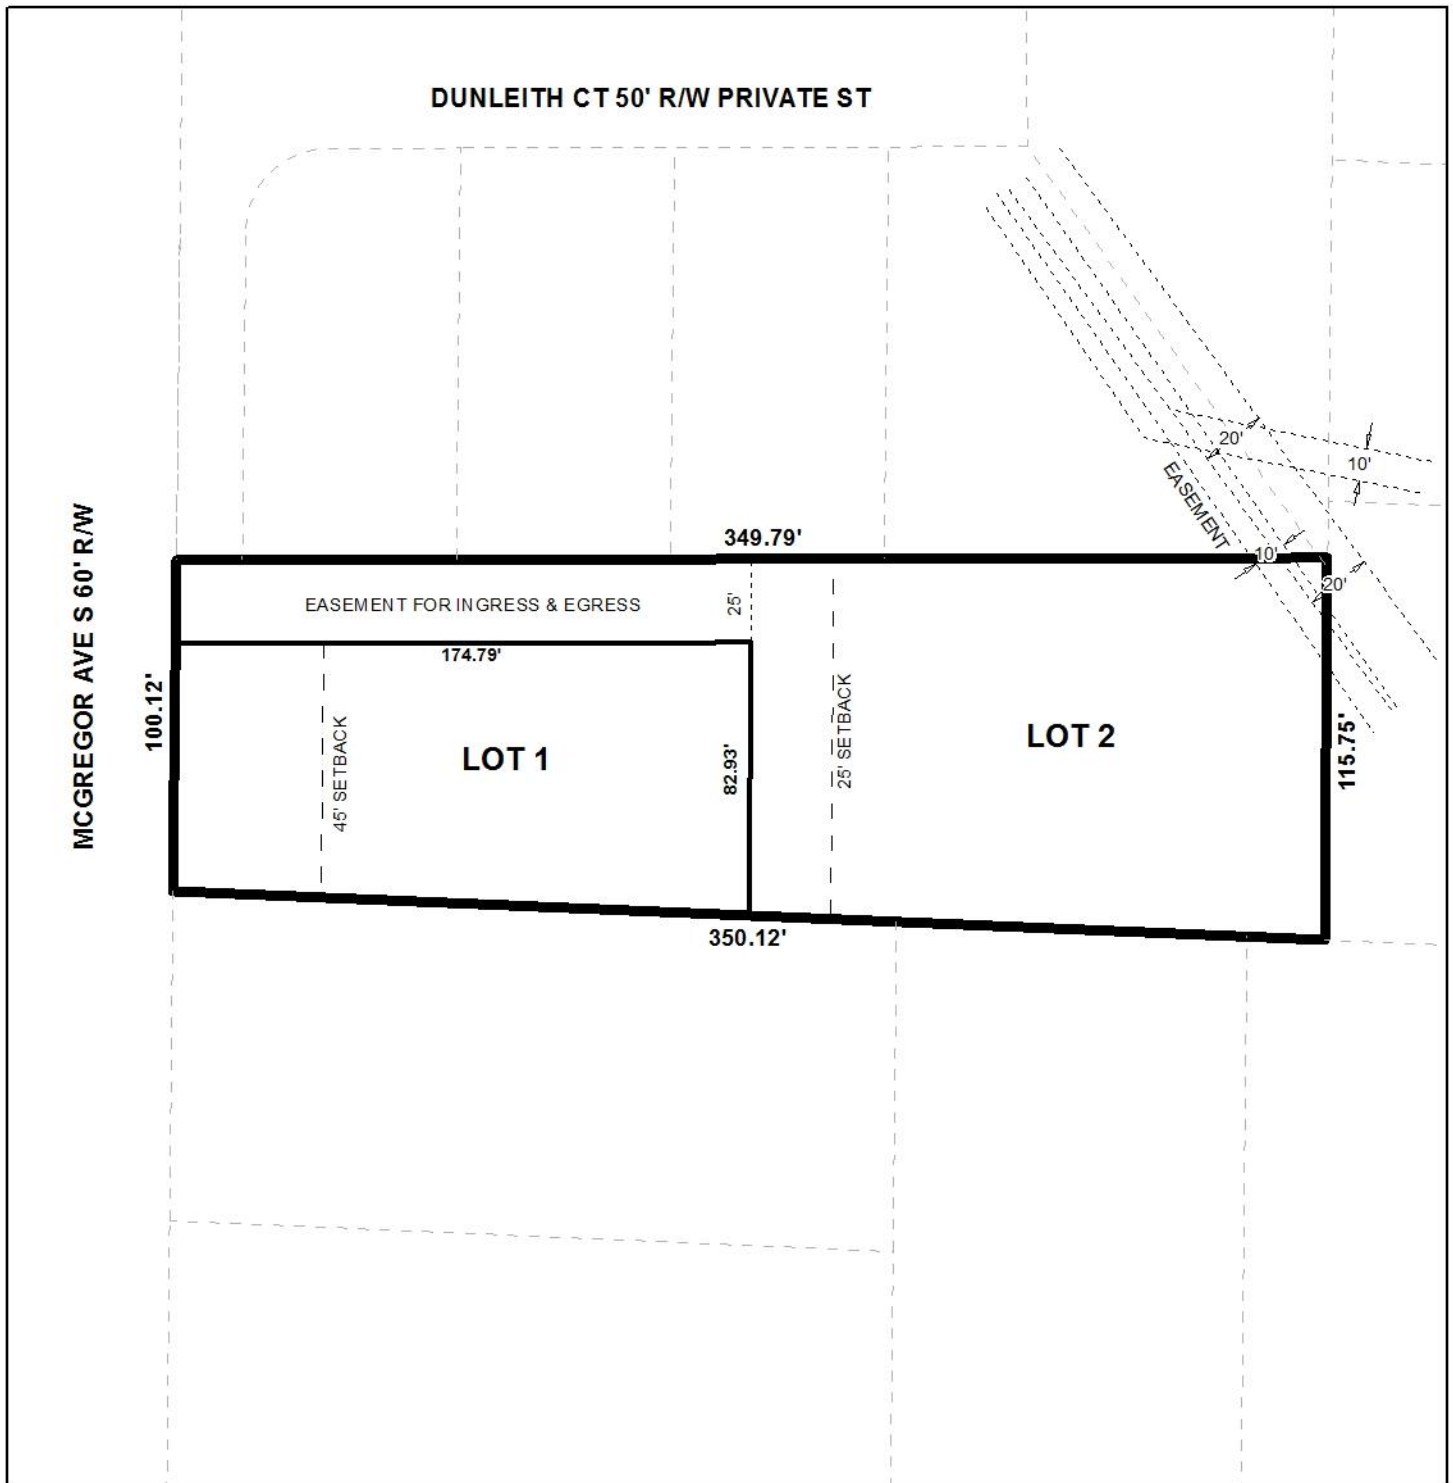 DUNLEITH CT 50' R/W PRIVATE ST
20'
10'
EASEMENT
MCGREGOR AVE S 60' R/W
349.79'
10'
20'
EASEMENT FOR INGRESS & EGRESS
25'
174.79'
100.12'
45' SETBACK
LOT 1
82.93'
25' SETBACK
LOT 2
115.75'
350.12'